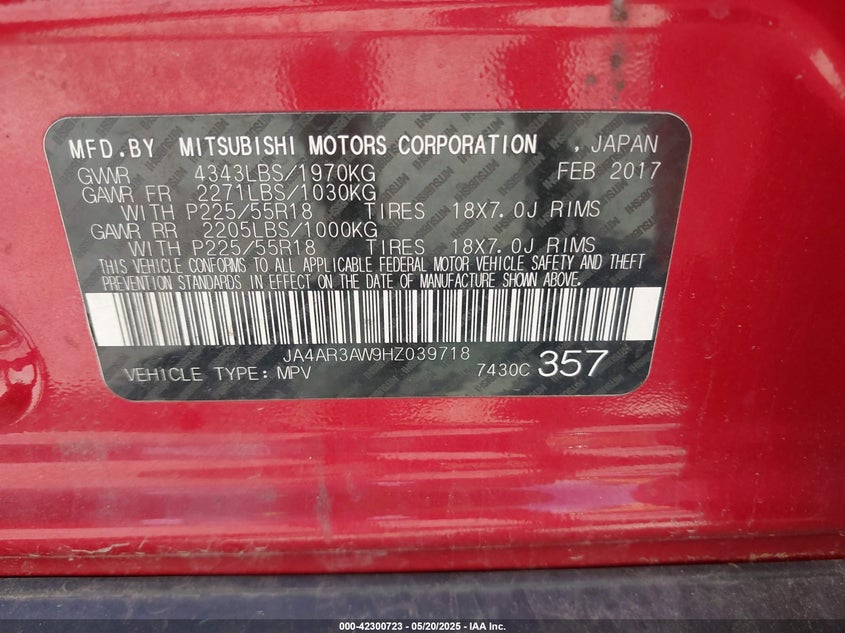 MFD.BY MITSUBISHI MOTORS CORPORATION , JAPAN
GWWR 4343LBS/1970KG FEB 2017
GAWR FR 2271LBS/1030KG
WITH P225/55R18 TIRES 18X7.0J RIMS
GAWR RR 2205LBS/1000KG
WITH P225/55R18 TIRES 18X7.0J RIMS
THIS VEHICLE CONFORMS TO ALL APPLICABLE FEDERAL MOTOR VEHICLE SAFETY AND THEFT
PREVENTION STANDARDS IN EFFECT ON THE DATE OF MANUFACTURE SHOWN ABOVE.
JA4AR3AW9HZ039718
VEHICLE TYPE: MPV 7430C 357
000-42300723 - 05/20/2025 - IAA Inc.